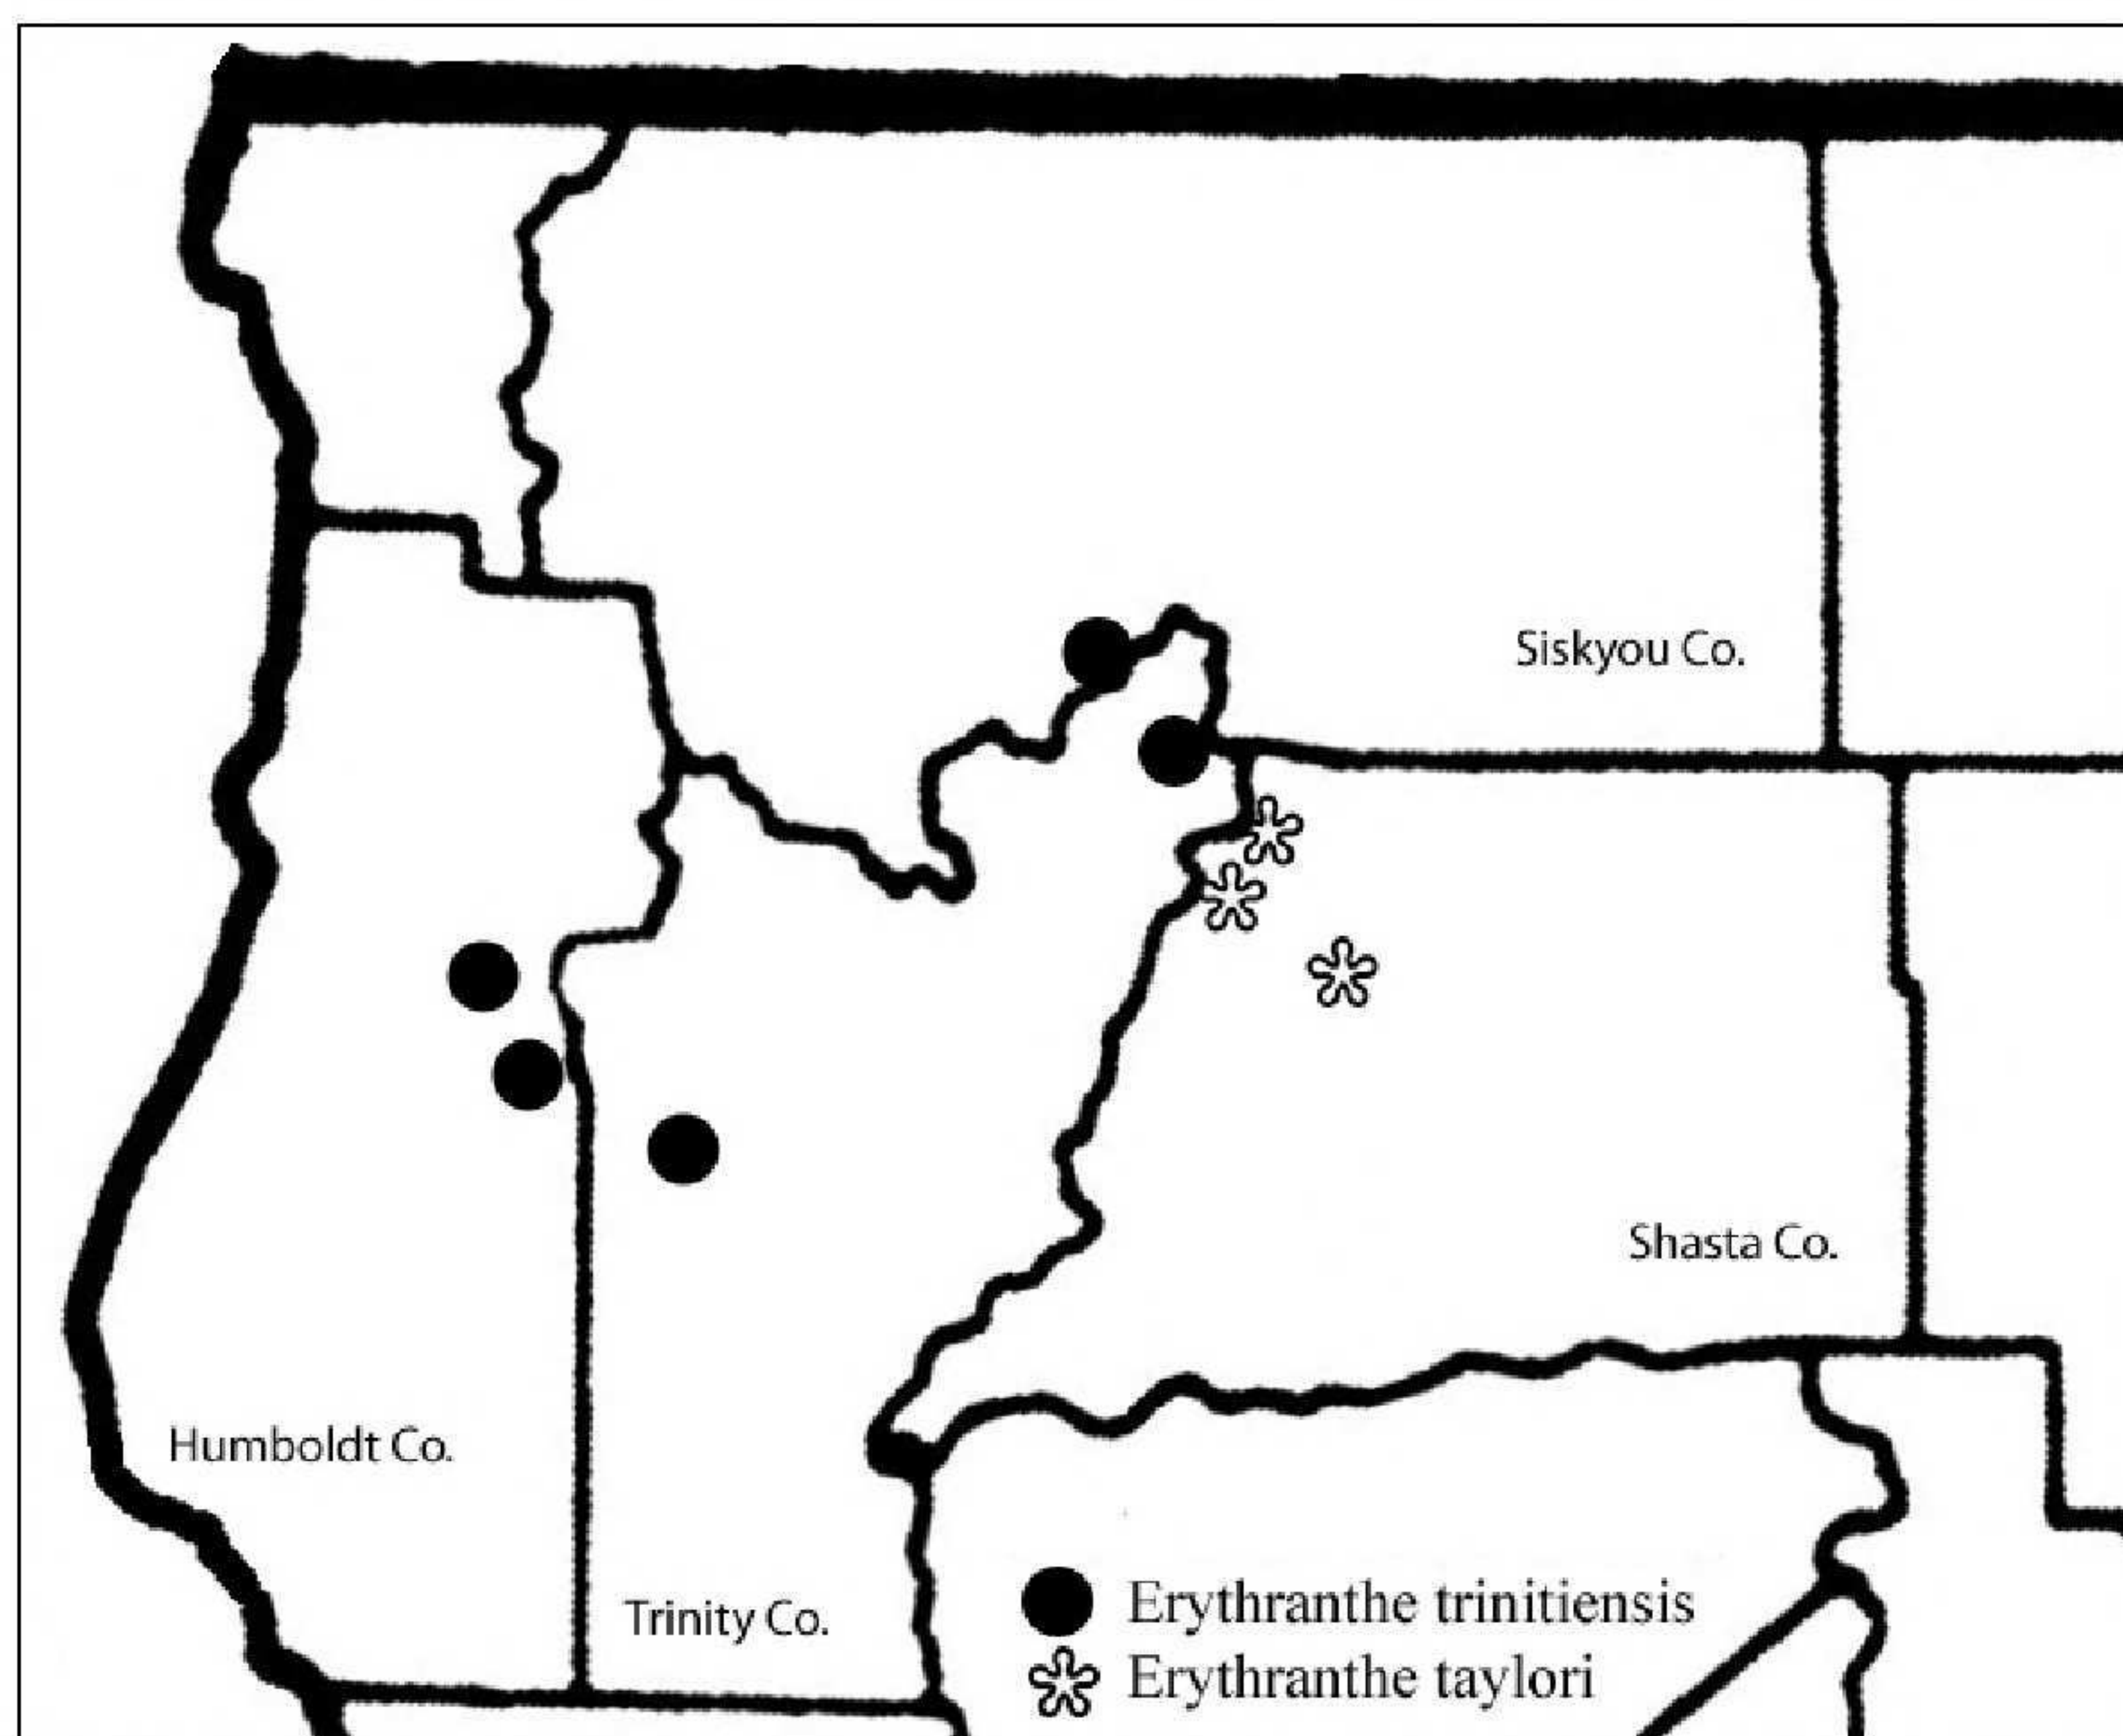 Siskyou Co.
Shasta Co.
Humboldt Co.
Trinity Co.
Erythranthe trinitiensis
Erythranthe taylori